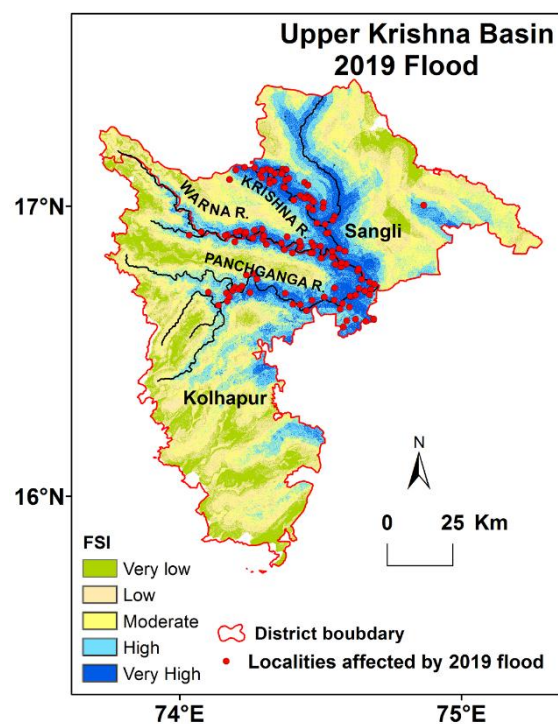 Upper Krishna Basin
2019 Flood
17°N
WARNA R.
KRISHNA R.
Sangli
PANCHGANGA R.
Kolhapur
N
16°N
0 25 Km
FSI
Very low
Low
Moderate
High
Very High
District boubdary
Localities affected by 2019 flood
74°E 75°E